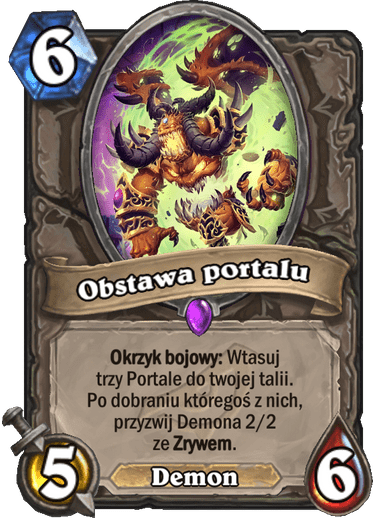 6
Obstawa portalu
Okrzyk bojowy: Wtasuj
trzy Portale do twojej talii.
Po dobraniu któregoś z nich,
przyzwij Demona 2/2
ze Zrywem.
5
Demon
6